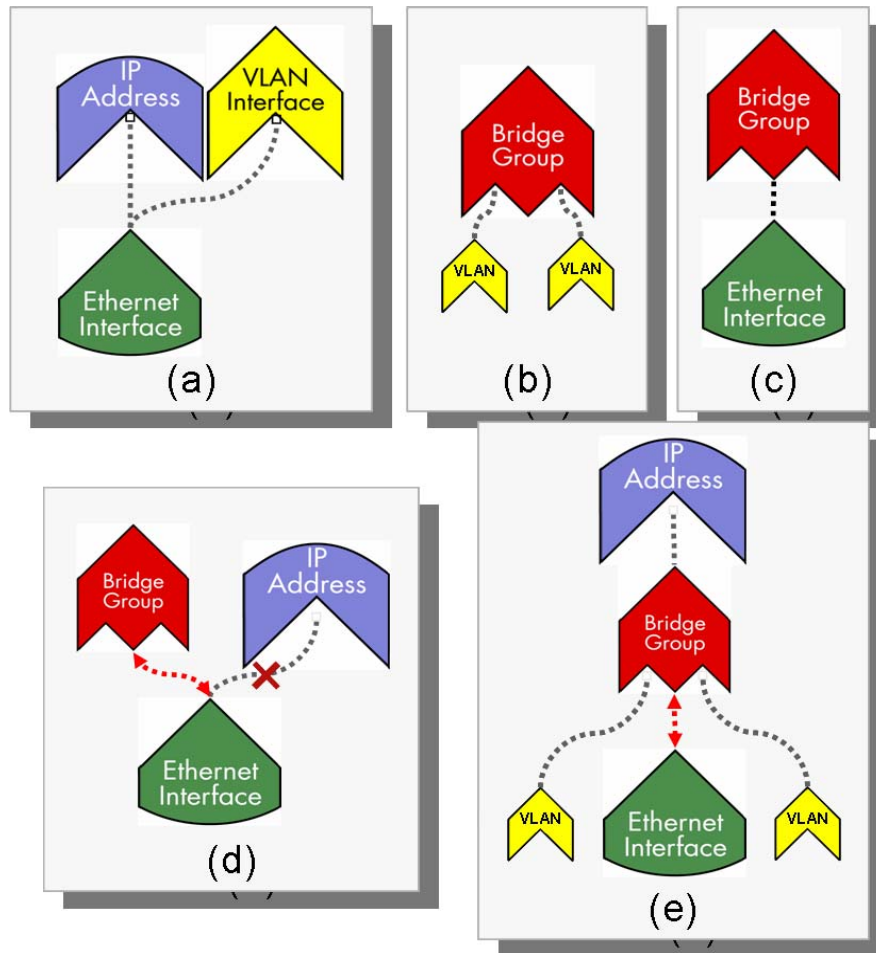 IP
Address
VLAN
Interface
Ethernet
Interface
(a)
Bridge
Group
VLAN
VLAN
(b)
Bridge
Group
Ethernet
Interface
(c)
Bridge
Group
IP
Address
Ethernet
Interface
(d)
IP
Address
Bridge
Group
VLAN
Ethernet
Interface
VLAN
(e)